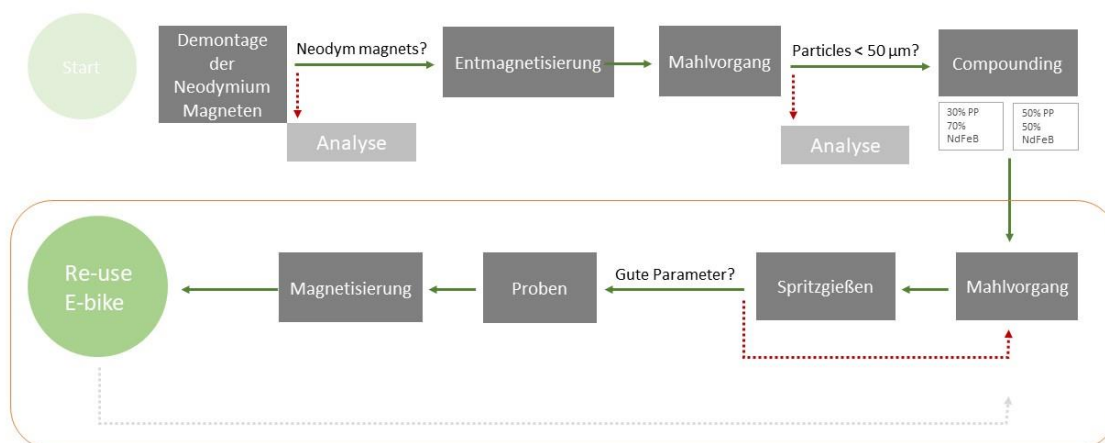 Start
Demontage
der
Neodymium
Magneten
Neodym magnets?
Entmagnetisierung
Mahlvorgang
Particles < 50 µm?
Compounding
Analyse
Analyse
30% PP
70%
NdFeB
50% PP
50%
NdFeB
Re-use
E-bike
Magnetisierung
Proben
Gute Parameter?
Spritzgießen
Mahlvorgang